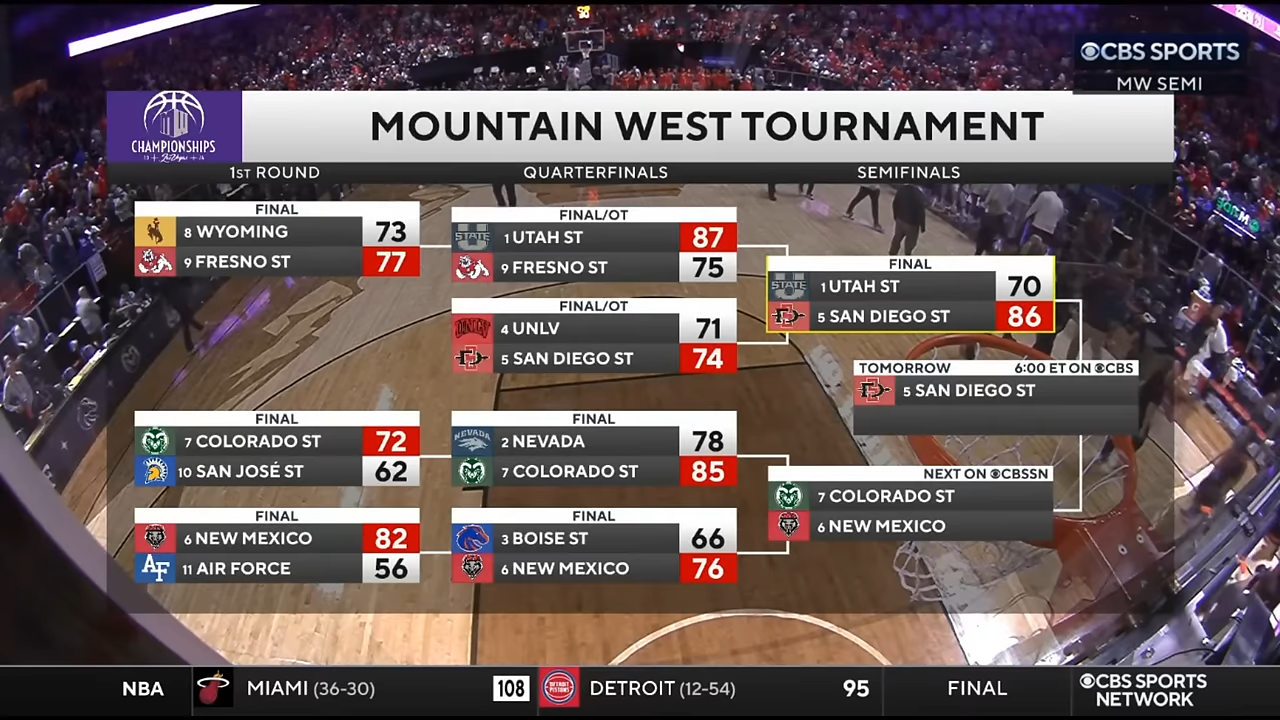 CBS SPORTS
MW SEMI
CHAMPIONSHIPS
Las Vegas
MOUNTAIN WEST TOURNAMENT
1ST ROUND QUARTERFINALS SEMIFINALS
FINAL
8 WYOMING 73
9 FRESNO ST 77
FINAL
7 COLORADO ST 72
10 SAN JOSÉ ST 62
FINAL
6 NEW MEXICO 82
AF 11 AIR FORCE 56
FINAL/OT
STATE 1 UTAH ST 87
9 FRESNO ST 75
FINAL/OT
4 UNLV 71
5 SAN DIEGO ST 74
FINAL
NEVADA 2 NEVADA 78
7 COLORADO ST 85
FINAL
3 BOISE ST 66
6 NEW MEXICO 76
FINAL
STATE 1 UTAH ST 70
5 SAN DIEGO ST 86
TOMORROW 6:00 ET ON CBS
5 SAN DIEGO ST
NEXT ON CBSSN
7 COLORADO ST
6 NEW MEXICO
NBA MIAMI (36-30) 108 DETROIT (12-54) 95 FINAL
CBS SPORTS
NETWORK